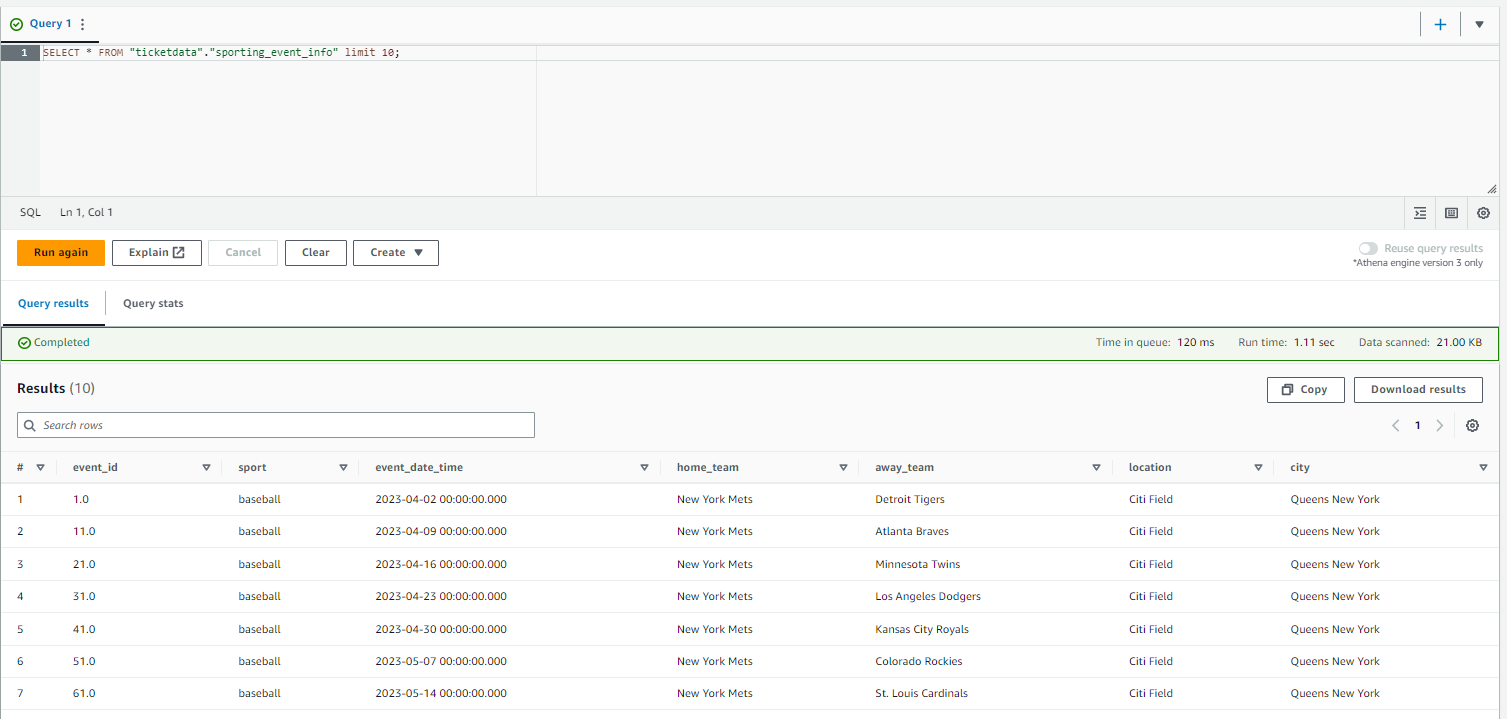 Query 1
1 SELECT * FROM "ticketdata"."sporting_event_info" limit 10;
SQL Ln 1, Col 1
Run again Explain Cancel Clear Create Reuse query results
*Athena engine version 3 only
Query results Query stats
Completed Time in queue: 120 ms Run time: 1.11 sec Data scanned: 21.00 KB
Results (10) Copy Download results
Search rows 1
# event_id sport event_date_time home_team away_team location city
1 1.0 baseball 2023-04-02 00:00:00.000 New York Mets Detroit Tigers Citi Field Queens New York
2 11.0 baseball 2023-04-09 00:00:00.000 New York Mets Atlanta Braves Citi Field Queens New York
3 21.0 baseball 2023-04-16 00:00:00.000 New York Mets Minnesota Twins Citi Field Queens New York
4 31.0 baseball 2023-04-23 00:00:00.000 New York Mets Los Angeles Dodgers Citi Field Queens New York
5 41.0 baseball 2023-04-30 00:00:00.000 New York Mets Kansas City Royals Citi Field Queens New York
6 51.0 baseball 2023-05-07 00:00:00.000 New York Mets Colorado Rockies Citi Field Queens New York
7 61.0 baseball 2023-05-14 00:00:00.000 New York Mets St. Louis Cardinals Citi Field Queens New York